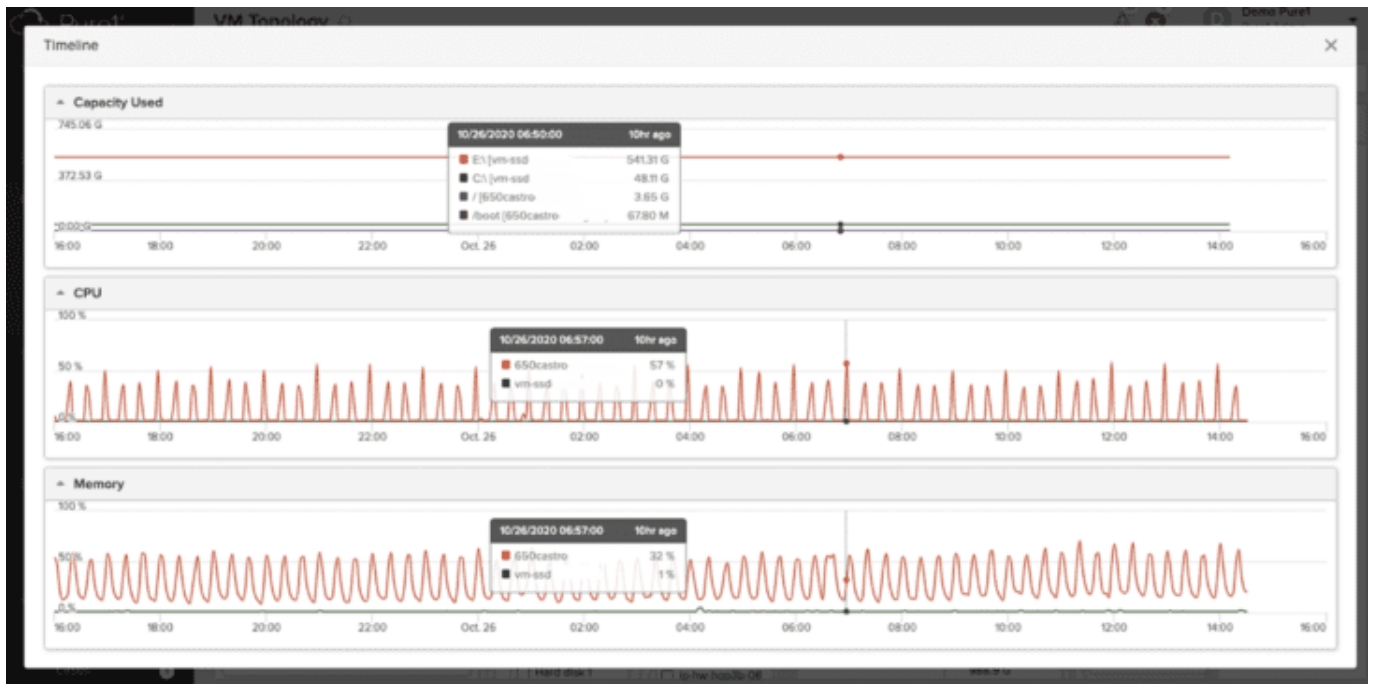 Pure1
VM Topology
Demo Pure1
Timeline
Capacity Used
745.06 G
372.53 G
0.00 G
10/26/2020 06:50:00 10hr ago
E:\ [vm-ssd 541.31 G
C:\ [vm-ssd 48.11 G
/ [650castro 3.65 G
/boot [650castro 67.80 M
16:00 18:00 20:00 22:00 Oct. 26 02:00 04:00 06:00 08:00 10:00 12:00 14:00 16:00
CPU
100 %
50 %
0 %
10/26/2020 06:57:00 10hr ago
650castro 57 %
vm-ssd 0 %
16:00 18:00 20:00 22:00 Oct. 26 02:00 04:00 06:00 08:00 10:00 12:00 14:00 16:00
Memory
100 %
50 %
0 %
10/26/2020 06:57:00 10hr ago
650castro 32 %
vm-ssd 1 %
16:00 18:00 20:00 22:00 Oct. 26 02:00 04:00 06:00 08:00 10:00 12:00 14:00 16:00
Hard disk 1